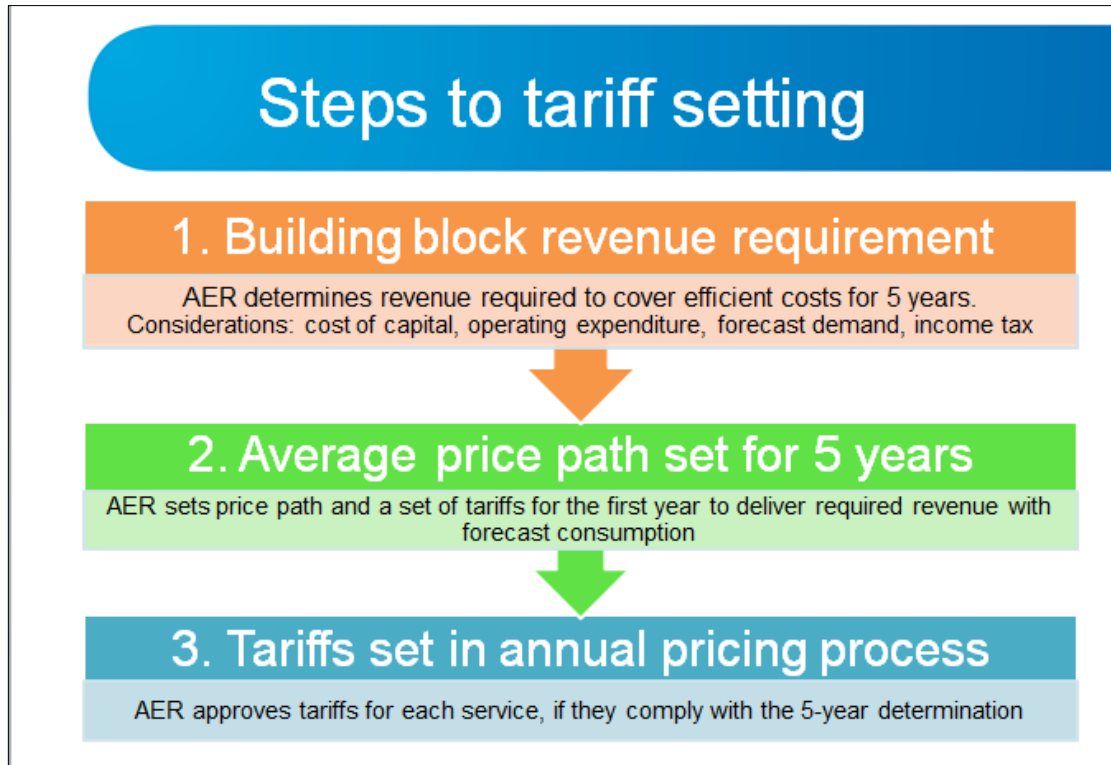 Steps to tariff setting
1. Building block revenue requirement
AER determines revenue required to cover efficient costs for 5 years.
Considerations: cost of capital, operating expenditure, forecast demand, income tax
2. Average price path set for 5 years
AER sets price path and a set of tariffs for the first year to deliver required revenue with
forecast consumption
3. Tariffs set in annual pricing process
AER approves tariffs for each service, if they comply with the 5-year determination